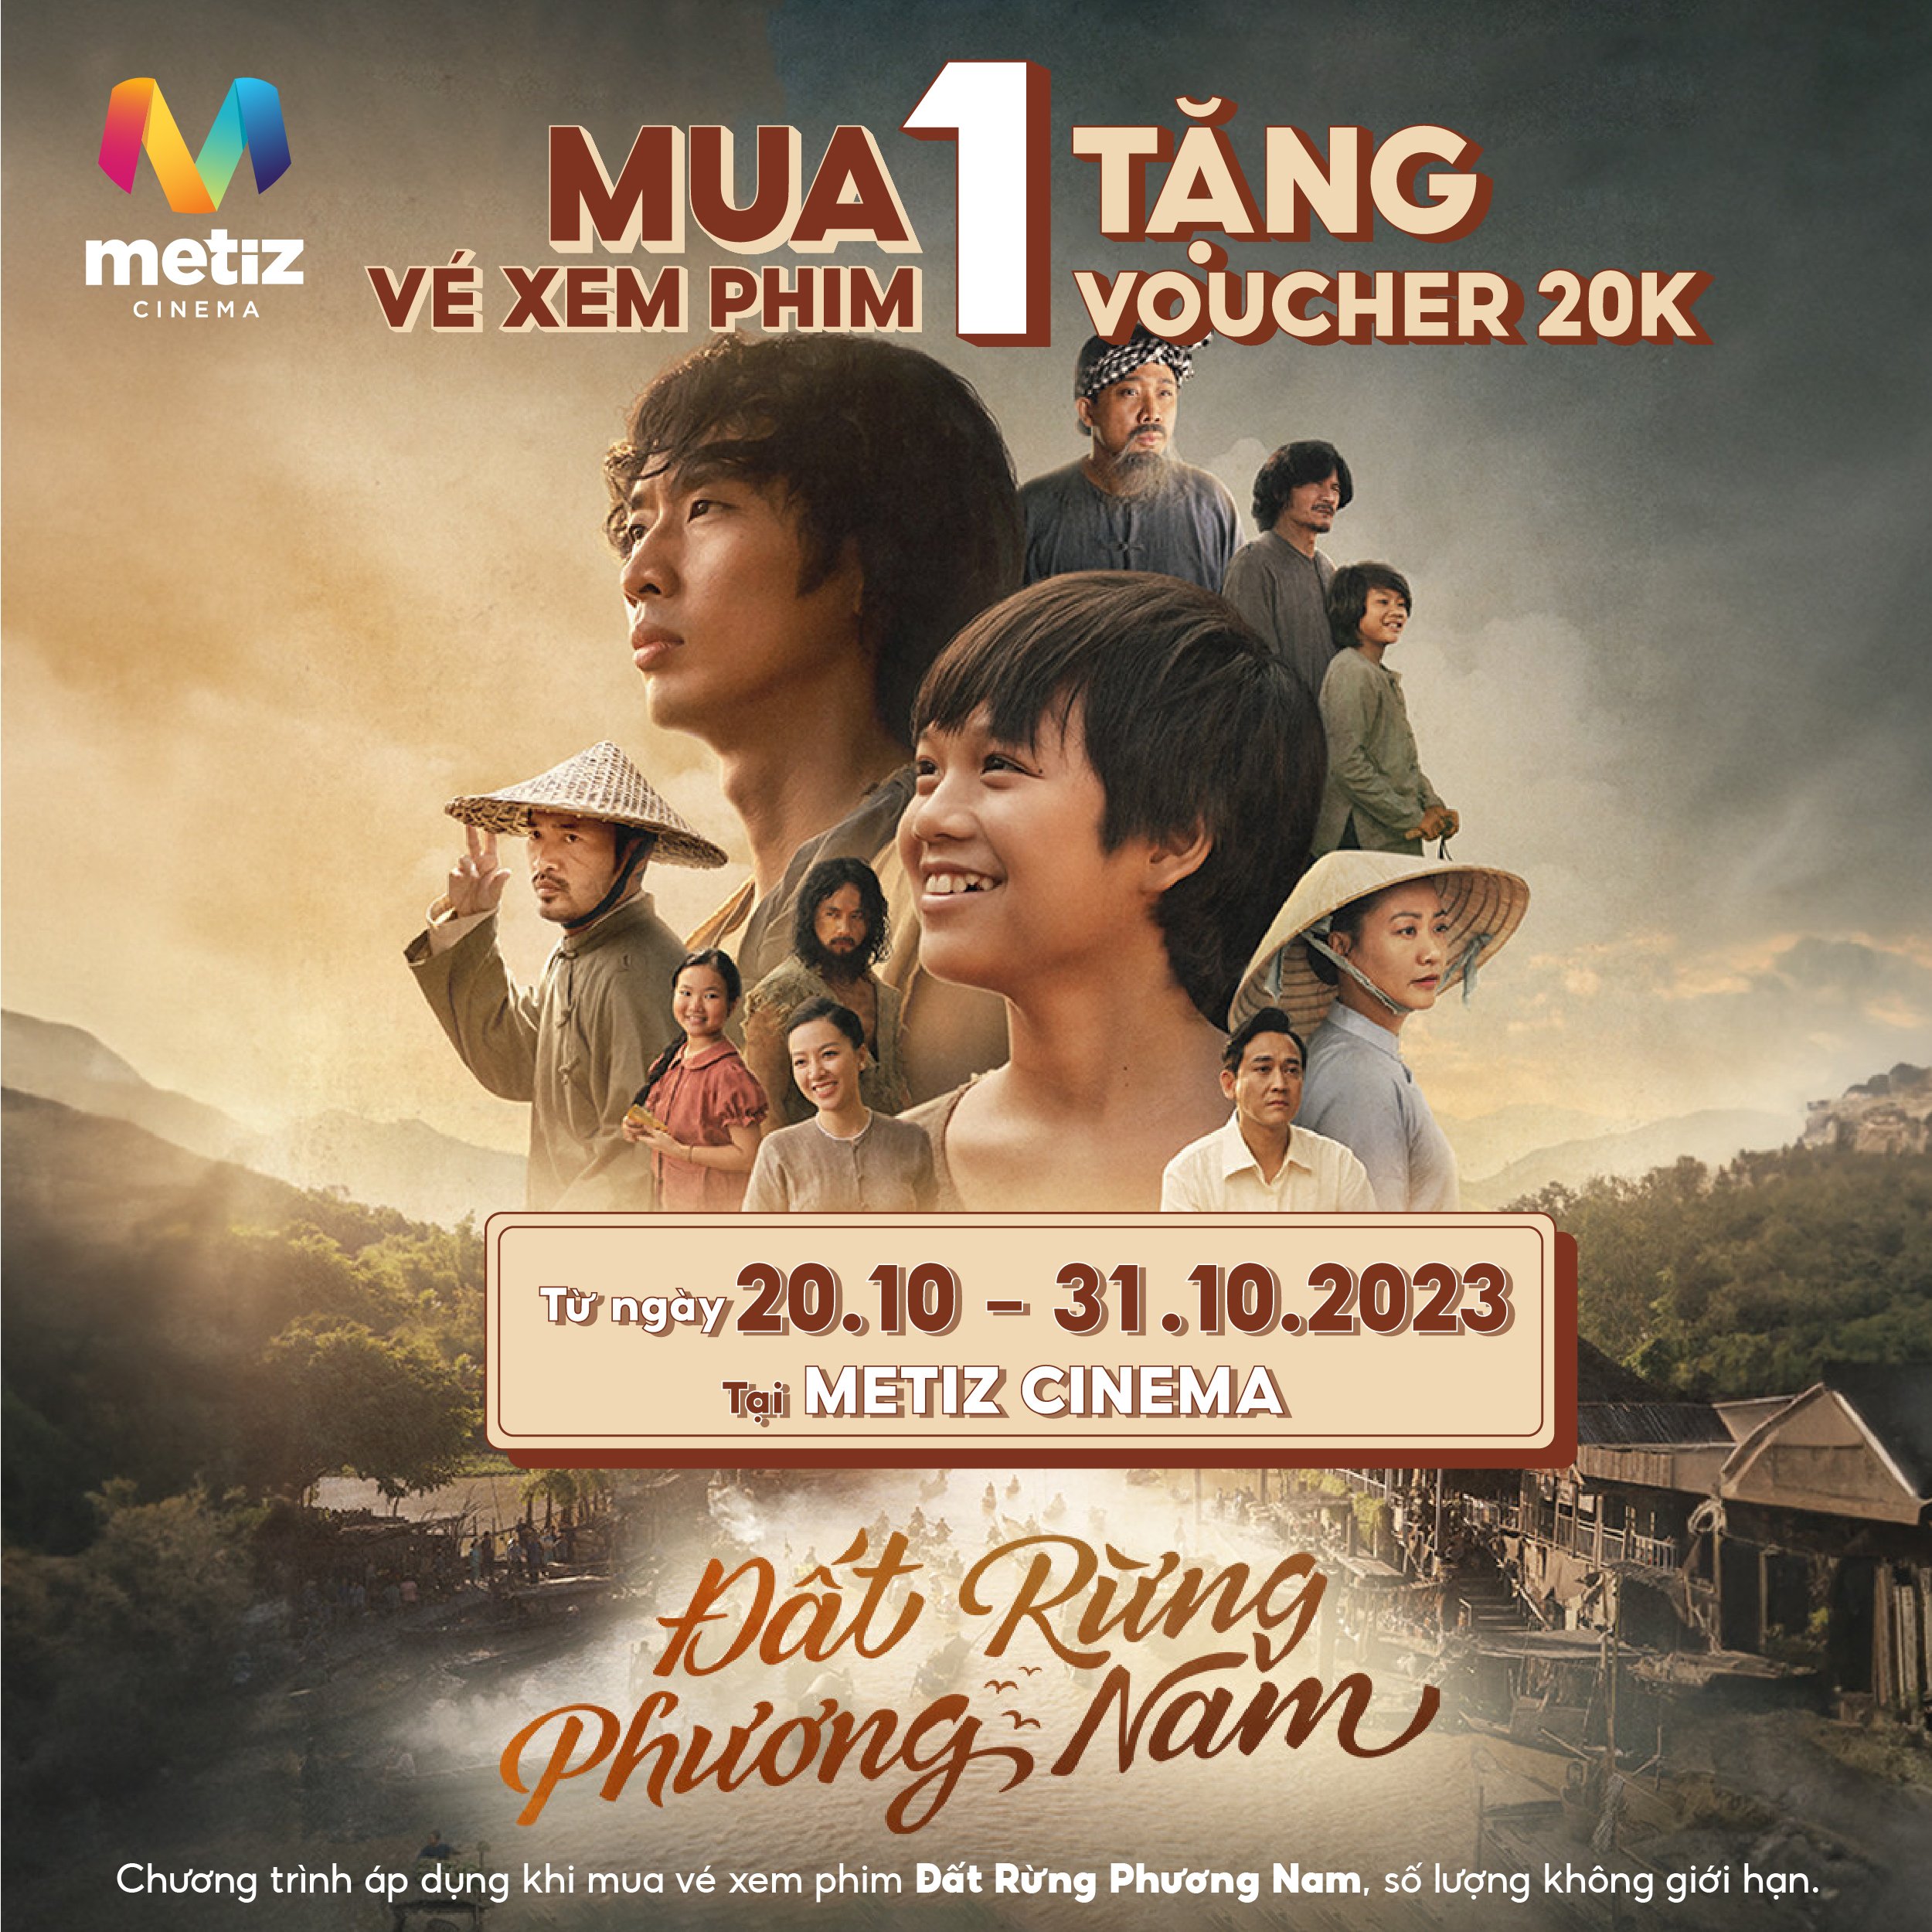 metiz
CINEMA
MUA 1 TẶNG
VÉ XEM PHIM VOUCHER 20K
Từ ngày 20.10 - 31.10.2023
Tại METIZ CINEMA
Đất Rừng
Phương Nam
Chương trình áp dụng khi mua vé xem phim Đất Rừng Phương Nam, số lượng không giới hạn.